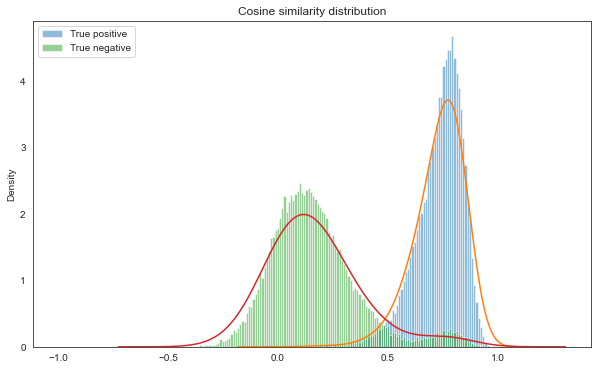 Cosine similarity distribution
True positive
True negative
Density
4
3
2
1
0
−1.0
−0.5
0.0
0.5
1.0